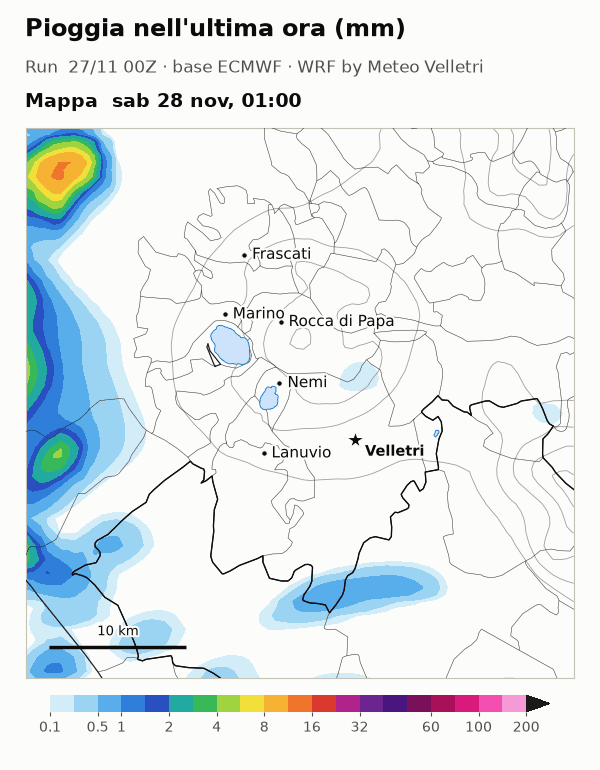 Pioggia nell'ultima ora (mm)
Run  27/11 00Z · base ECMWF · WRF by Meteo Velletri
Mappa  sab 28 nov, 01:00
Frascati
Marino
Rocca di Papa
Nemi
Velletri
Lanuvio
10 km
0.1 0.5 1 2 4 8 16 32 60 100 200